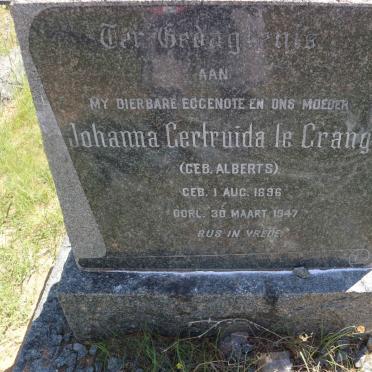 Ter Gedagtenis
AAN
MY DIERBARE EGGENOTE EN ONS MOEDER
Johanna Gertruida le Grang
(GEB. ALBERTS)
GEB. 1 AUG. 1896
OORL. 30 MAART 1947
RUS IN VREDE